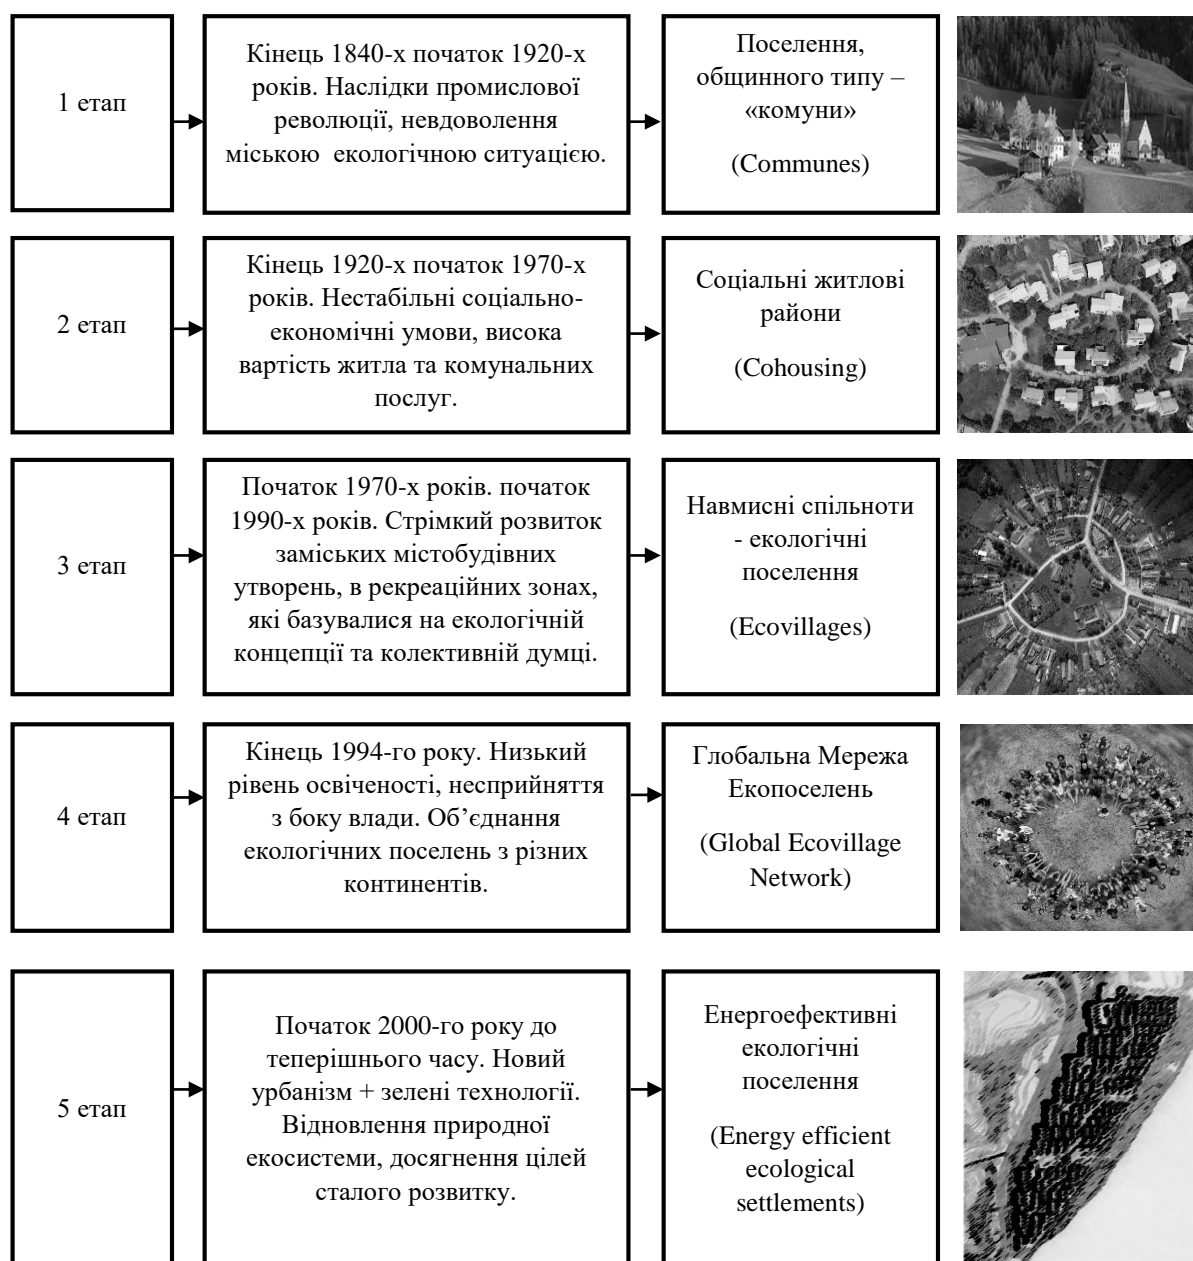 1 етап
Кінець 1840-х початок 1920-х
років. Наслідки промислової
революції, невдоволення
міською екологічною ситуацією.
Поселення,
общинного типу –
«комуни»
(Communes)
2 етап
Кінець 1920-х початок 1970-х
років. Нестабільні соціально-
економічні умови, висока
вартість житла та комунальних
послуг.
Соціальні житлові
райони
(Cohousing)
3 етап
Початок 1970-х років. початок
1990-х років. Стрімкий розвиток
заміських містобудівних
утворень, в рекреаційних зонах,
які базувалися на екологічній
концепції та колективній думці.
Навмисні спільноти
- екологічні
поселення
(Ecovillages)
4 етап
Кінець 1994-го року. Низький
рівень освіченості, несприйняття
з боку влади. Об’єднання
екологічних поселень з різних
континентів.
Глобальна Мережа
Екопоселень
(Global Ecovillage
Network)
5 етап
Початок 2000-го року до
теперішнього часу. Новий
урбанізм + зелені технології.
Відновлення природної
екосистеми, досягнення цілей
сталого розвитку.
Енергоефективні
екологічні
поселення
(Energy efficient
ecological
settlements)